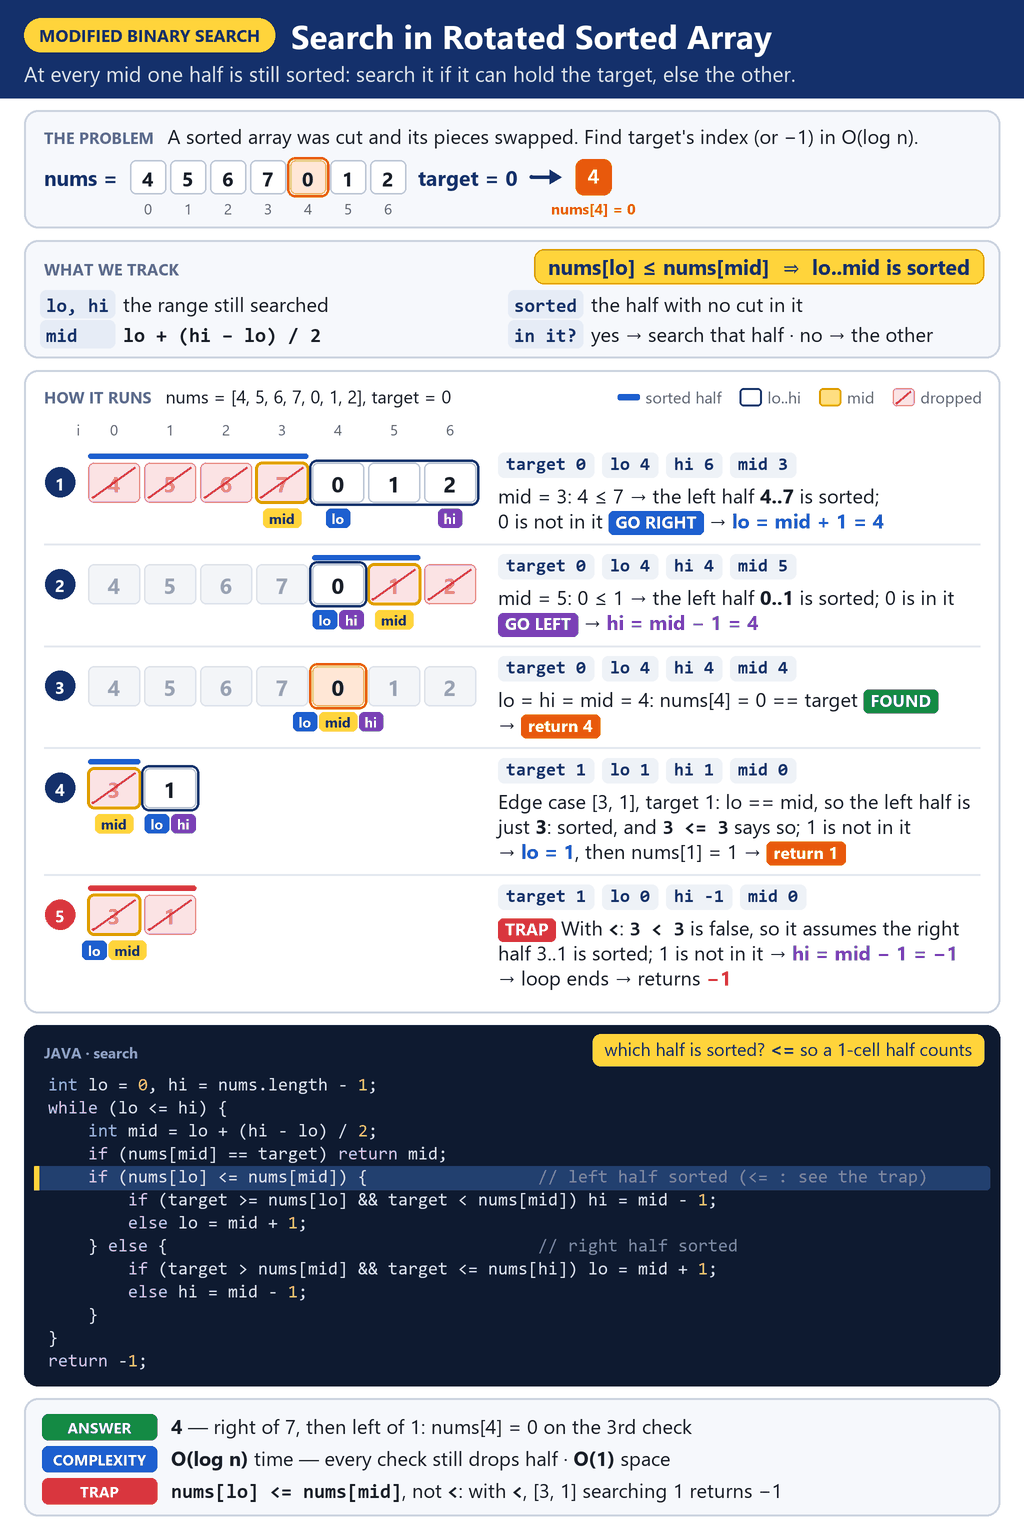 MODIFIED BINARY SEARCH Search in Rotated Sorted Array
At every mid one half is still sorted: search it if it can hold the target, else the other.
THE PROBLEM A sorted array was cut and its pieces swapped. Find target's index (or −1) in O(log n).
nums = 4 5 6 7 0 1 2 target = 0 → 4
0 1 2 3 4 5 6 nums[4] = 0
WHAT WE TRACK nums[lo] ≤ nums[mid] ⇒ lo..mid is sorted
lo, hi the range still searched sorted the half with no cut in it
mid lo + (hi − lo) / 2 in it? yes → search that half · no → the other
HOW IT RUNS nums = [4, 5, 6, 7, 0, 1, 2], target = 0 sorted half lo..hi mid dropped
i 0 1 2 3 4 5 6
1 4 5 6 7 0 1 2
mid lo hi
target 0 lo 4 hi 6 mid 3
mid = 3: 4 ≤ 7 → the left half 4..7 is sorted;
0 is not in it GO RIGHT → lo = mid + 1 = 4
2 4 5 6 7 0 1 2
lo hi mid
target 0 lo 4 hi 4 mid 5
mid = 5: 0 ≤ 1 → the left half 0..1 is sorted; 0 is in it
GO LEFT → hi = mid − 1 = 4
3 4 5 6 7 0 1 2
lo mid hi
target 0 lo 4 hi 4 mid 4
lo = hi = mid = 4: nums[4] = 0 == target FOUND
→ return 4
4 3 1
mid lo hi
target 1 lo 1 hi 1 mid 0
Edge case [3, 1], target 1: lo == mid, so the left half is
just 3: sorted, and 3 <= 3 says so; 1 is not in it
→ lo = 1, then nums[1] = 1 → return 1
5 3 1
lo mid
target 1 lo 0 hi -1 mid 0
TRAP With <: 3 < 3 is false, so it assumes the right
half 3..1 is sorted; 1 is not in it → hi = mid − 1 = −1
→ loop ends → returns −1
JAVA · search which half is sorted? <= so a 1-cell half counts
int lo = 0, hi = nums.length - 1;
while (lo <= hi) {
    int mid = lo + (hi - lo) / 2;
    if (nums[mid] == target) return mid;
    if (nums[lo] <= nums[mid]) { // left half sorted (<= : see the trap)
        if (target >= nums[lo] && target < nums[mid]) hi = mid - 1;
        else lo = mid + 1;
    } else { // right half sorted
        if (target > nums[mid] && target <= nums[hi]) lo = mid + 1;
        else hi = mid - 1;
    }
}
return -1;
ANSWER 4 — right of 7, then left of 1: nums[4] = 0 on the 3rd check
COMPLEXITY O(log n) time — every check still drops half · O(1) space
TRAP nums[lo] <= nums[mid], not <: with <, [3, 1] searching 1 returns −1